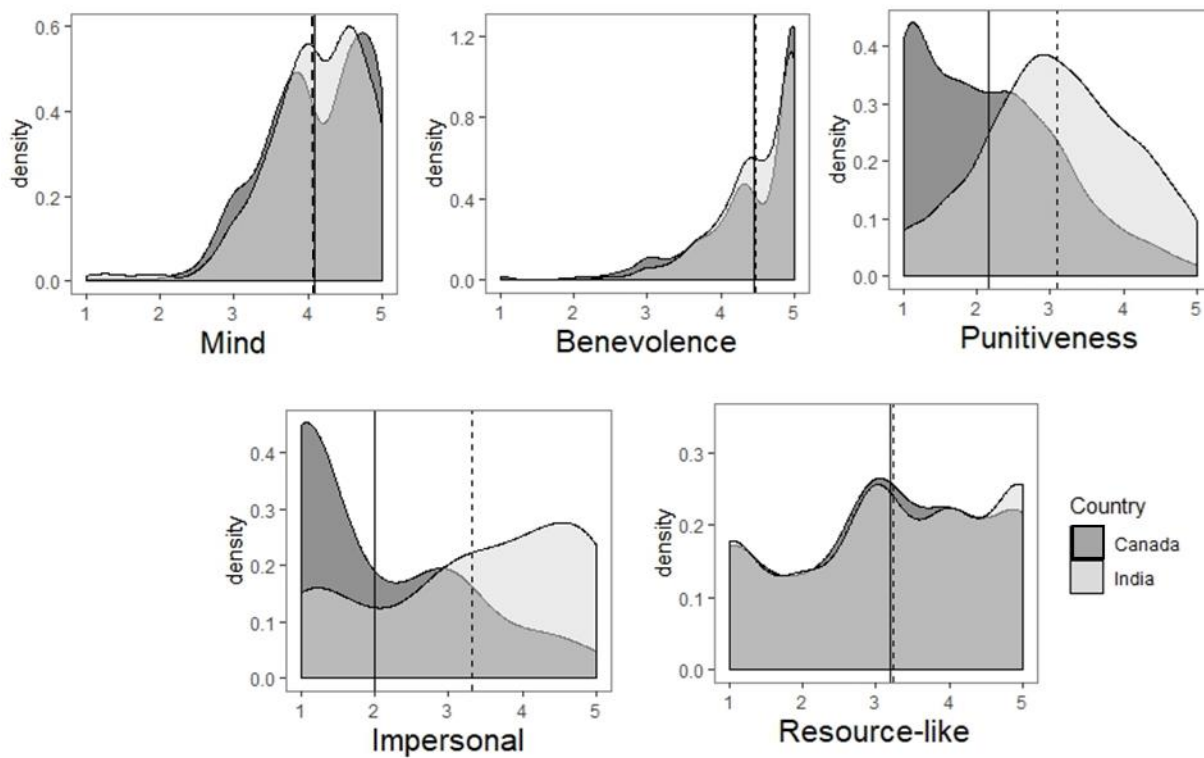 density
0.6
0.4
0.2
0.0
1 2 3 4 5
Mind
density
1.2
0.8
0.4
0.0
1 2 3 4 5
Benevolence
density
0.4
0.3
0.2
0.1
0.0
1 2 3 4 5
Punitiveness
density
0.4
0.3
0.2
0.1
0.0
1 2 3 4 5
Impersonal
density
0.3
0.2
0.1
0.0
1 2 3 4 5
Resource-like
Country
Canada
India